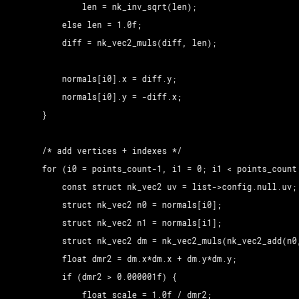 len = nk_inv_sqrt(len);
else len = 1.0f;
diff = nk_vec2_muls(diff, len);
normals[i0].x = diff.y;
normals[i0].y = -diff.x;
}
/* add vertices + indexes */
for (i0 = points_count-1, i1 = 0; i1 < points_count
const struct nk_vec2 uv = list->config.null.uv;
struct nk_vec2 n0 = normals[i0];
struct nk_vec2 n1 = normals[i1];
struct nk_vec2 dm = nk_vec2_muls(nk_vec2_add(n0,
float dmr2 = dm.x*dm.x + dm.y*dm.y;
if (dmr2 > 0.000001f) {
float scale = 1.0f / dmr2;